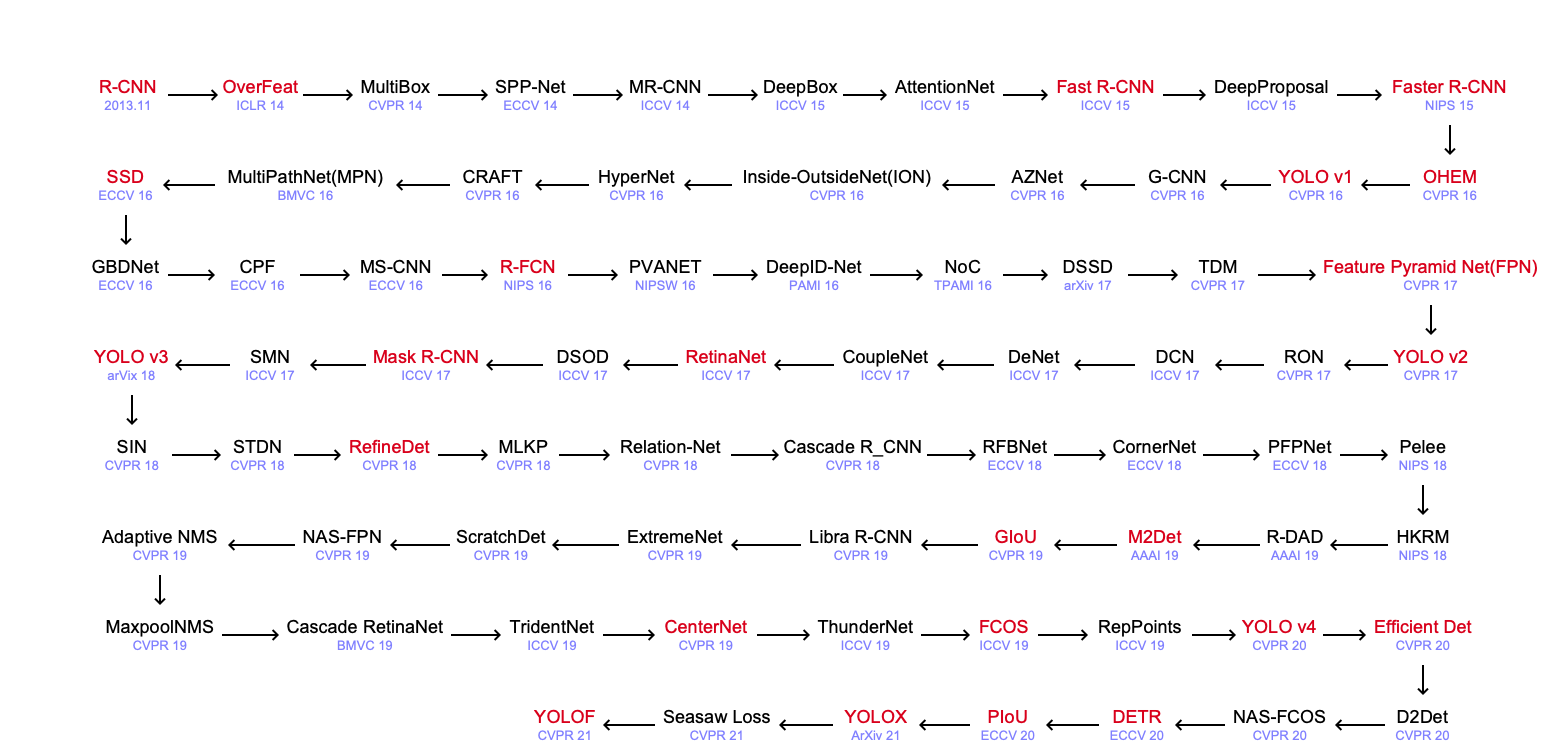 R-CNN OverFeat MultiBox SPP-Net MR-CNN DeepBox AttentionNet Fast R-CNN DeepProposal Faster R-CNN
2013.11 ICLR 14 CVPR 14 ECCV 14 ICCV 14 ICCV 15 ICCV 15 ICCV 15 ICCV 15 NIPS 15
SSD MultiPathNet(MPN) CRAFT HyperNet Inside-OutsideNet(ION) AZNet G-CNN YOLO v1 OHEM
ECCV 16 BMVC 16 CVPR 16 CVPR 16 CVPR 16 CVPR 16 CVPR 16 CVPR 16 CVPR 16
GBDNet CPF MS-CNN R-FCN PVANET DeepID-Net NoC DSSD TDM Feature Pyramid Net(FPN)
ECCV 16 ECCV 16 ECCV 16 NIPS 16 NIPSW 16 PAMI 16 TPAMI 16 arXiv 17 CVPR 17 CVPR 17
YOLO v3 SMN Mask R-CNN DSOD RetinaNet CoupleNet DeNet DCN RON YOLO v2
arVix 18 ICCV 17 ICCV 17 ICCV 17 ICCV 17 ICCV 17 ICCV 17 ICCV 17 CVPR 17 CVPR 17
SIN STDN RefineDet MLKP Relation-Net Cascade R_CNN RFBNet CornerNet PFPNet Pelee
CVPR 18 CVPR 18 CVPR 18 CVPR 18 CVPR 18 CVPR 18 ECCV 18 ECCV 18 ECCV 18 NIPS 18
Adaptive NMS NAS-FPN ScratchDet ExtremeNet Libra R-CNN GIoU M2Det R-DAD HKRM
CVPR 19 CVPR 19 CVPR 19 CVPR 19 CVPR 19 CVPR 19 AAAI 19 AAAI 19 NIPS 18
MaxpoolNMS Cascade RetinaNet TridentNet CenterNet ThunderNet FCOS RepPoints YOLO v4 Efficient Det
CVPR 19 BMVC 19 ICCV 19 CVPR 19 ICCV 19 ICCV 19 ICCV 19 CVPR 20 CVPR 20
YOLOF Seasaw Loss YOLOX PIoU DETR NAS-FCOS D2Det
CVPR 21 CVPR 21 ArXiv 21 ECCV 20 ECCV 20 CVPR 20 CVPR 20